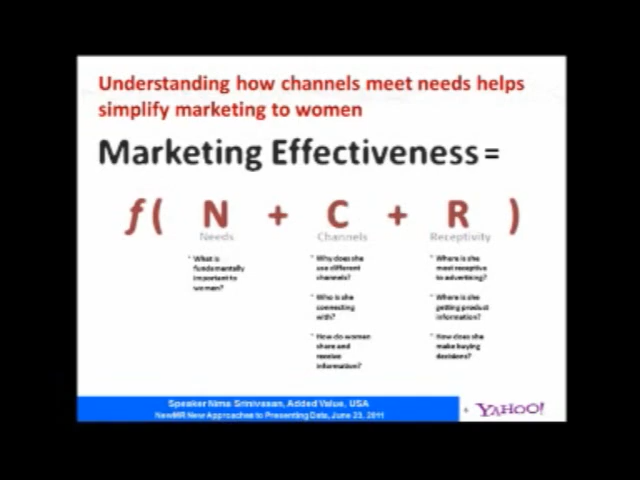 Understanding how channels meet needs helps
simplify marketing to women
Marketing Effectiveness =
f ( N + C + R )
Needs Channels Receptivity
* What is
fundamentally
important to
women?
* Why does she
use different
channels?
* Who is she
connecting
with?
* How do women
share and
receive
information?
* Where is she
most receptive
to advertising?
* Where is she
getting product
information?
* How does she
make buying
decisions?
Speaker Nima Srinivasan, Added Value, USA
NewMR New Approaches to Presenting Data, June 23, 2011
YAHOO!